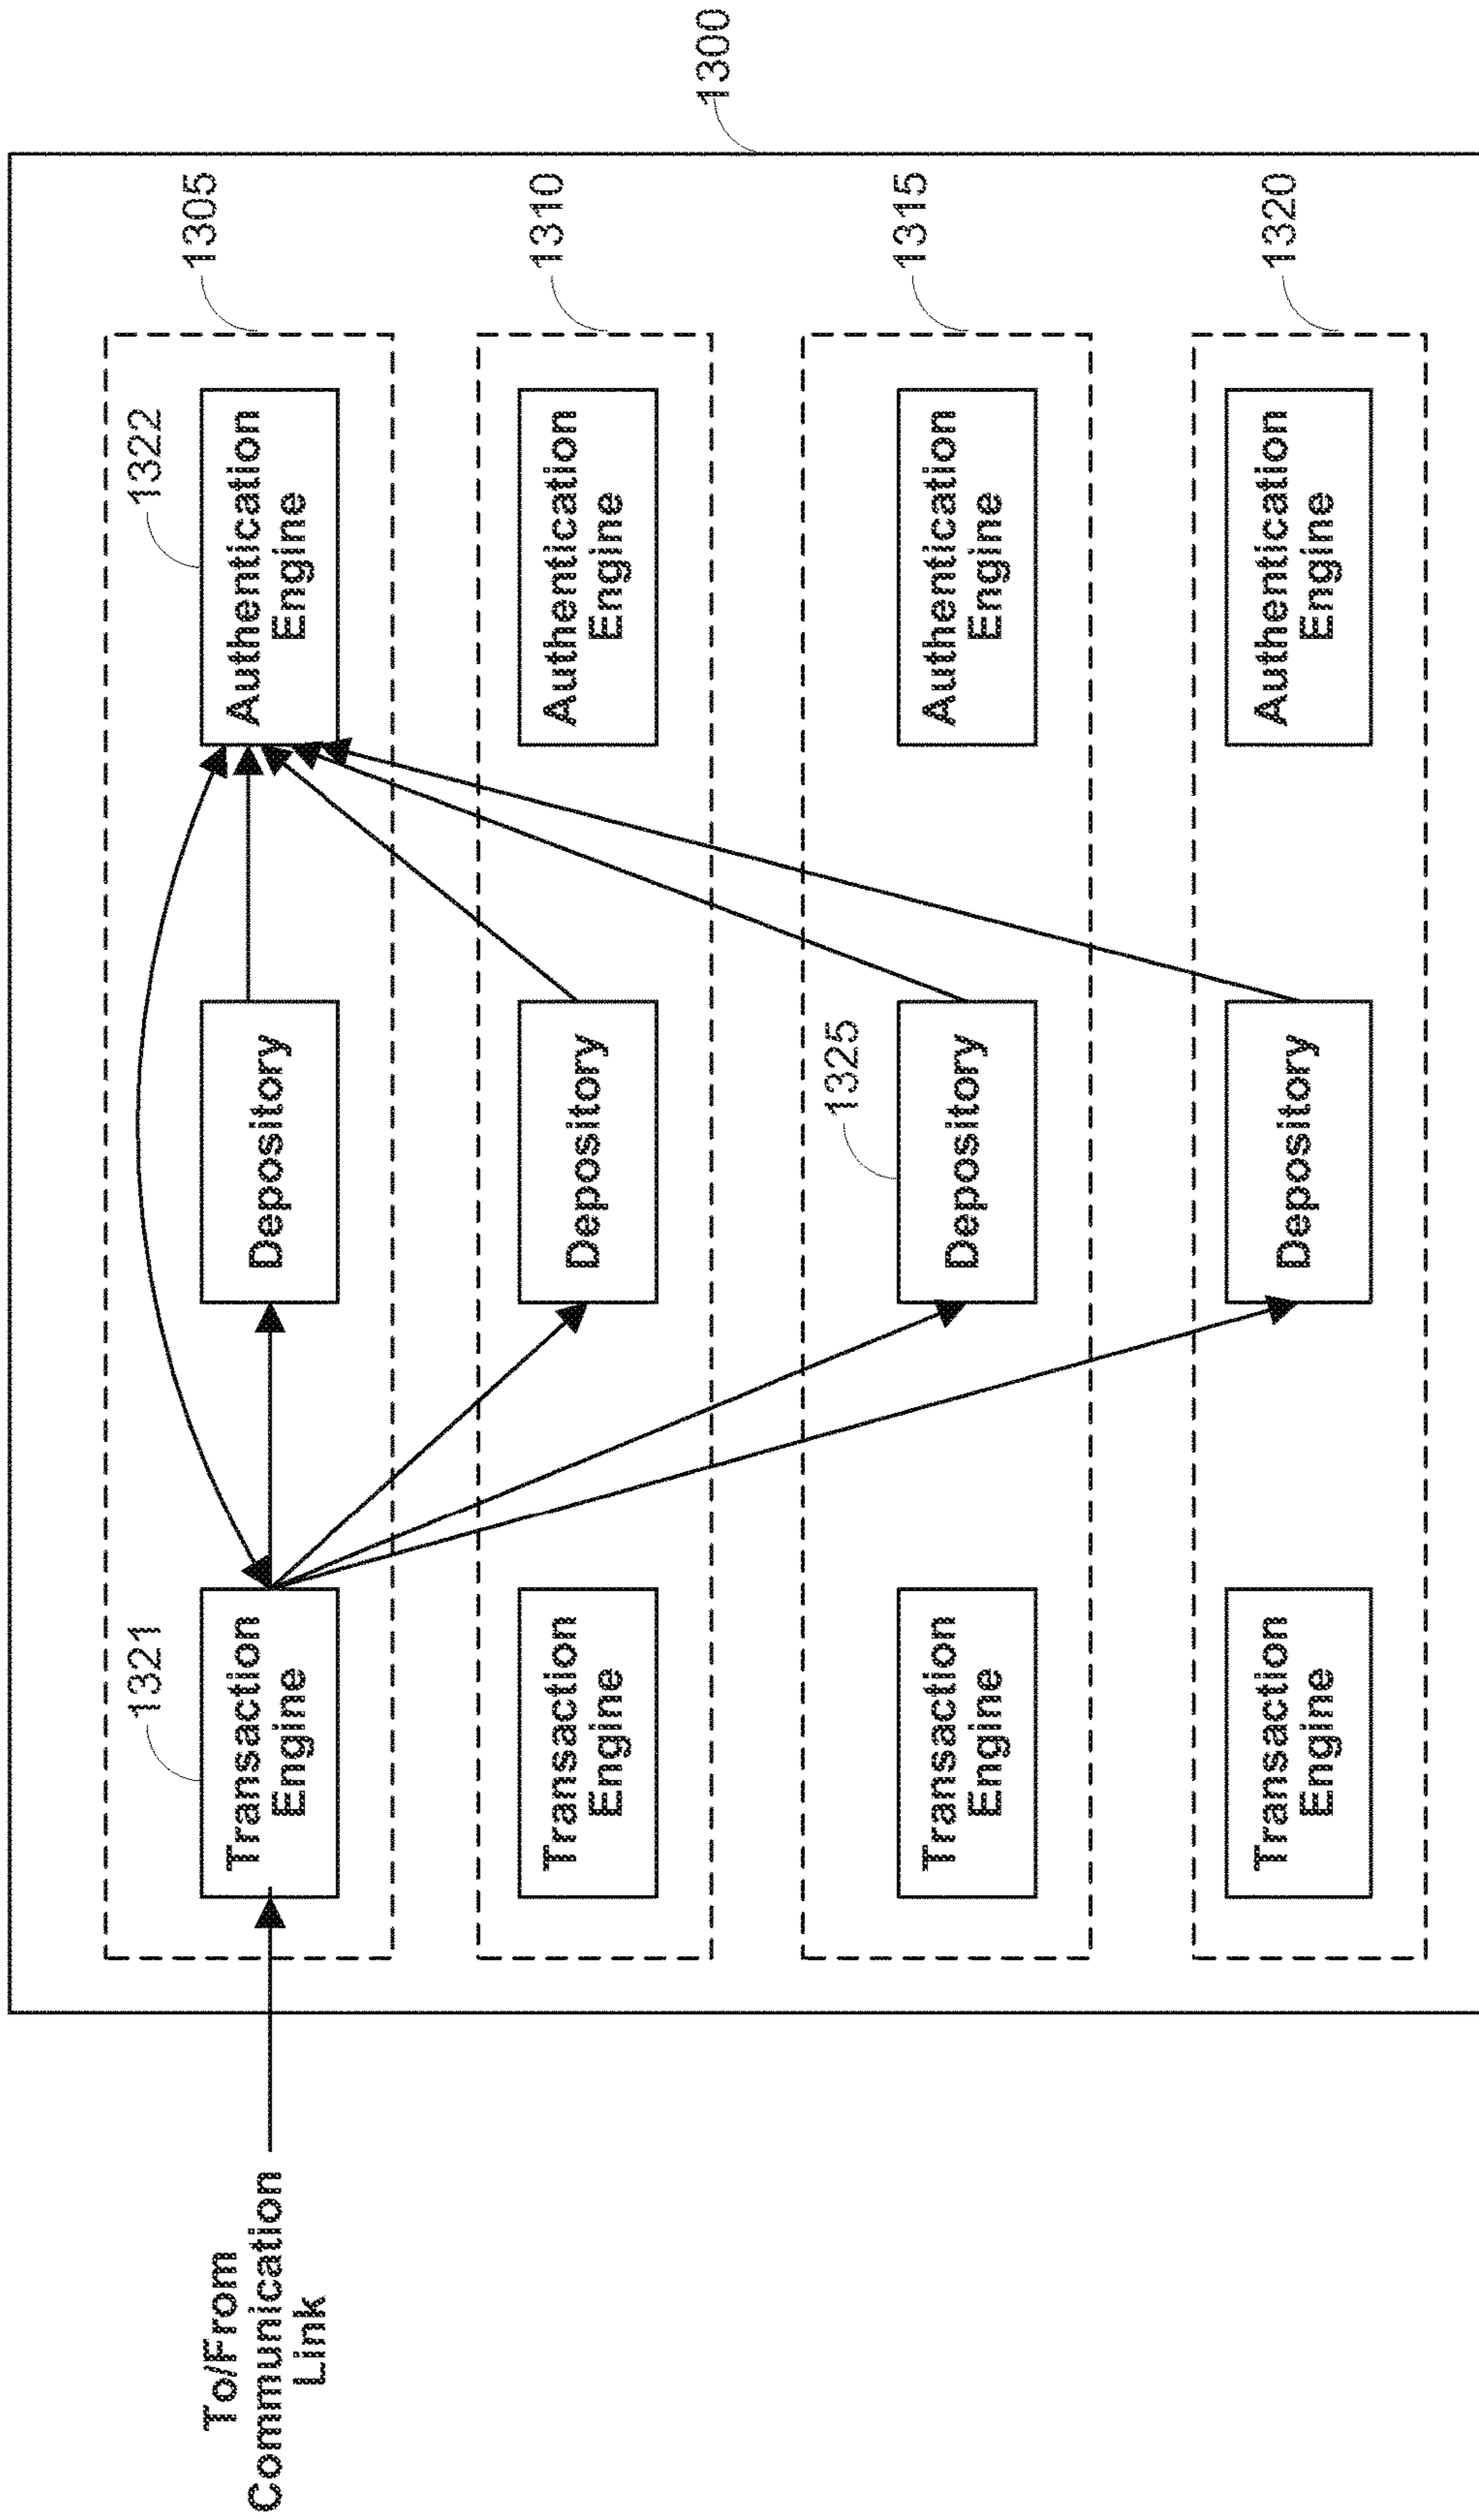 1300
1305
1321
1322
Transaction
Engine
Depository
Authentication
Engine
To/From
Communication
Link
1310
Transaction
Engine
Depository
Authentication
Engine
1315
1325
Transaction
Engine
Depository
Authentication
Engine
1320
Transaction
Engine
Depository
Authentication
Engine